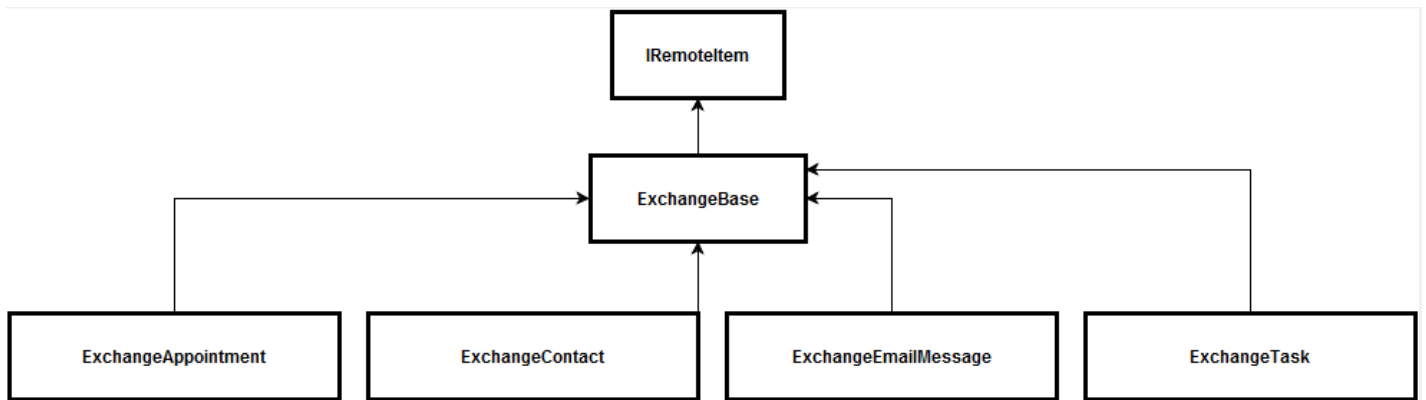 IRemoteItem
ExchangeBase
ExchangeAppointment
ExchangeContact
ExchangeEmailMessage
ExchangeTask